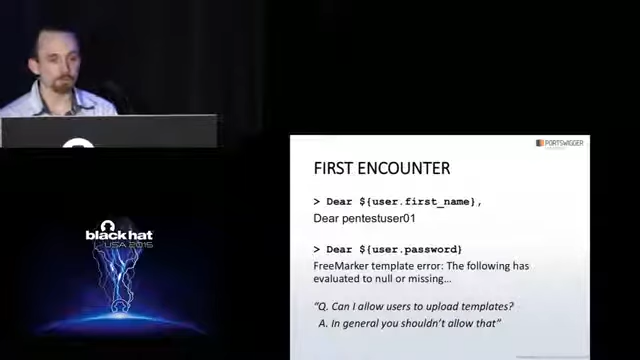 PORTSWIGGER
FIRST ENCOUNTER
> Dear ${user.first_name},
Dear pentestuser01
> Dear ${user.password}
FreeMarker template error: The following has
evaluated to null or missing…
“Q. Can I allow users to upload templates?
A. In general you shouldn’t allow that”
black hat
USA 2015